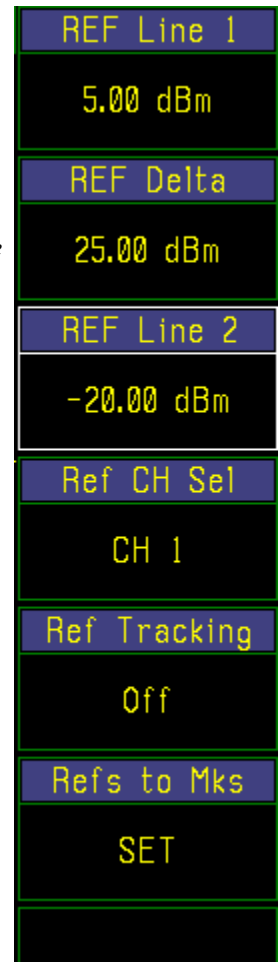 REF Line 1
5.00 dBm
REF Delta
25.00 dBm
REF Line 2
-20.00 dBm
Ref CH Sel
CH 1
Ref Tracking
Off
Refs to Mks
SET